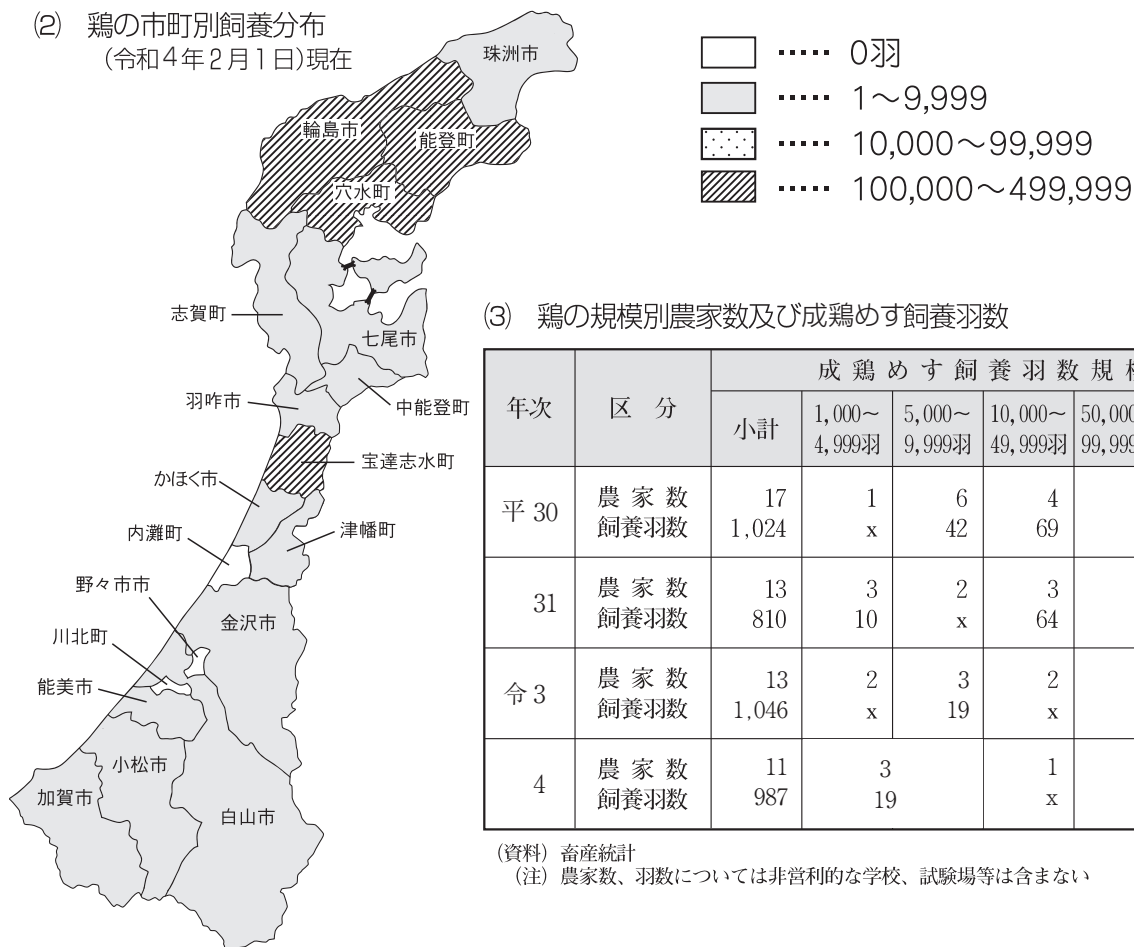 (2) 鶏の市町別飼養分布
(令和4年2月1日)現在
0羽
1～9,999
10,000～99,999
100,000～499,999
珠洲市
輪島市
能登町
穴水町
志賀町
七尾市
羽咋市
中能登町
宝達志水町
かほく市
内灘町
津幡町
野々市市
金沢市
川北町
能美市
小松市
加賀市
白山市
(3) 鶏の規模別農家数及び成鶏めす飼養羽数
年次 区分 成鶏めす飼養羽数規
小計 1,000～4,999羽 5,000～9,999羽 10,000～49,999羽 50,000 99,999
平30 農家数 17 1 6 4
飼養羽数 1,024 x 42 69
31 農家数 13 3 2 3
飼養羽数 810 10 x 64
令3 農家数 13 2 3 2
飼養羽数 1,046 x 19 x
4 農家数 11 3 1
飼養羽数 987 19 x
(資料) 畜産統計
(注) 農家数、羽数については非営利的な学校、試験場等は含まない